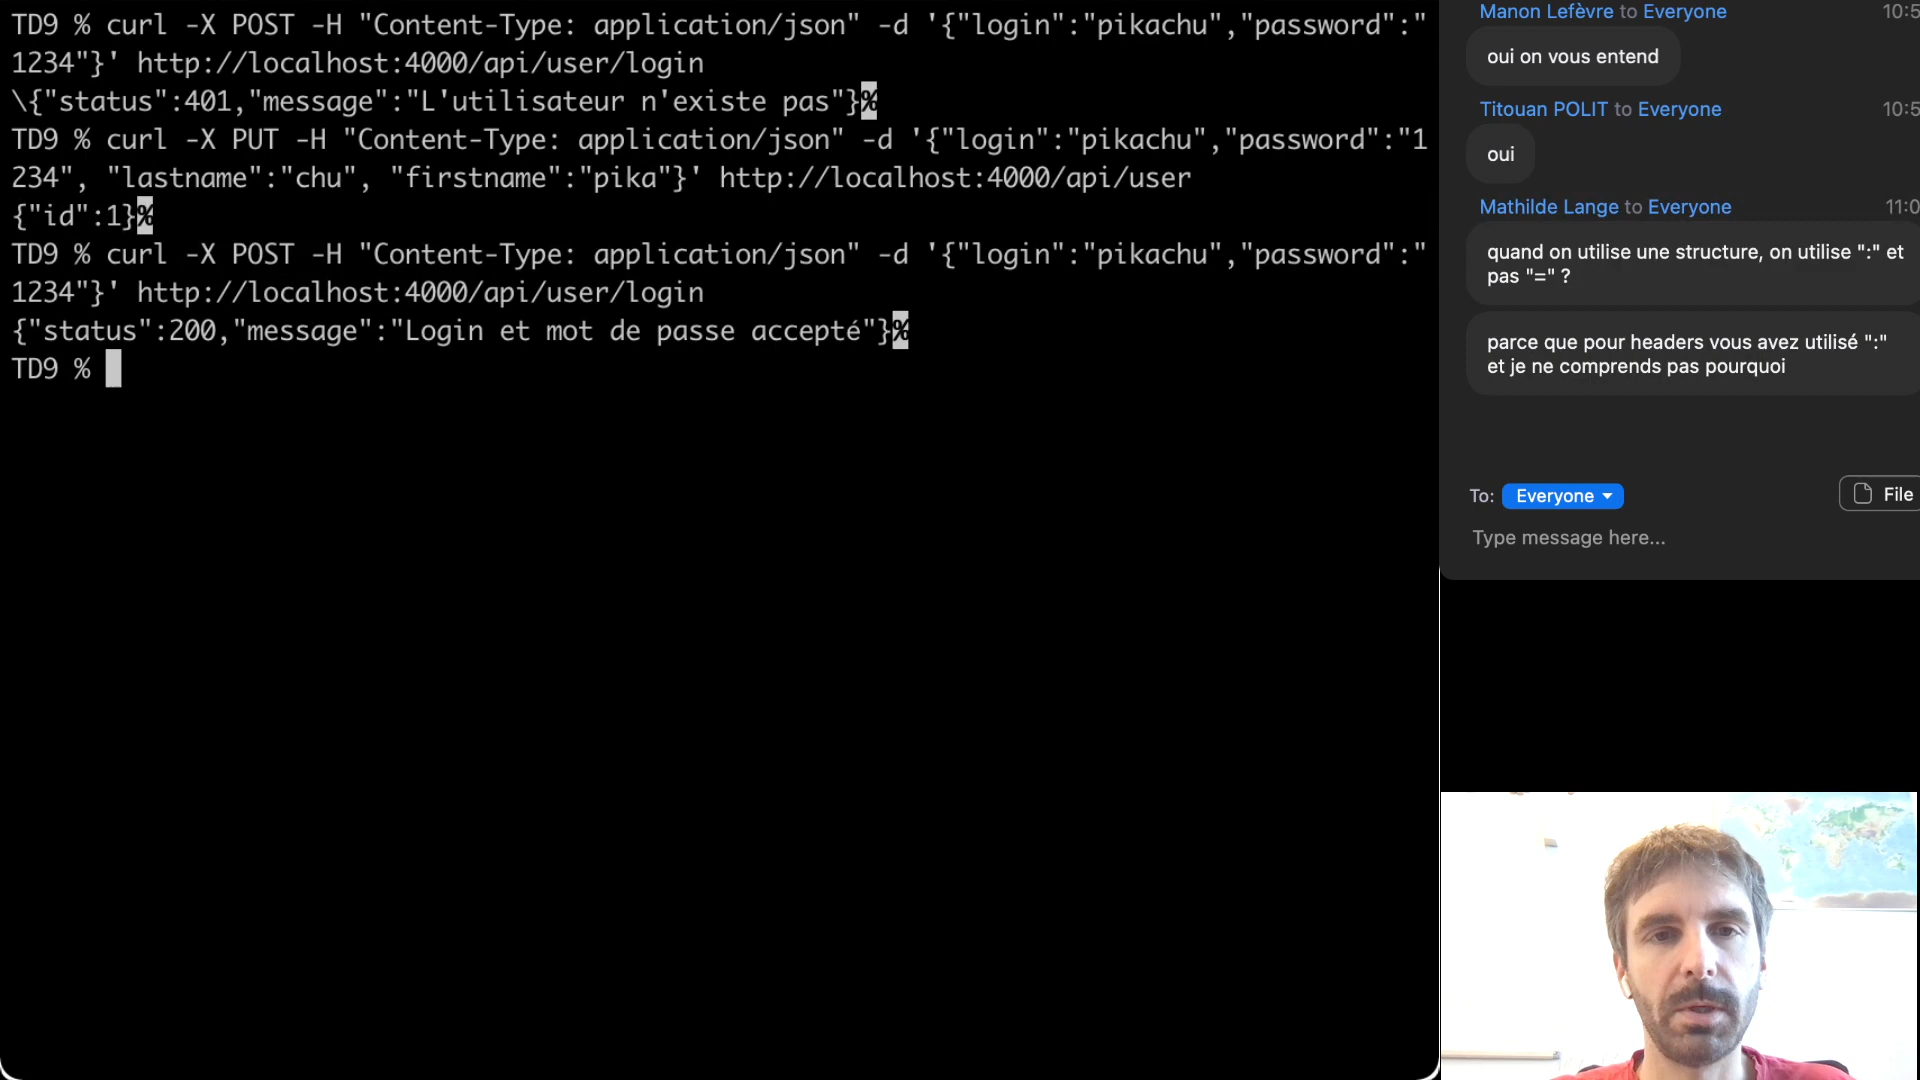 TD9 % curl -X POST -H "Content-Type: application/json" -d '{"login":"pikachu","password":"
1234"}' http://localhost:4000/api/user/login
\{"status":401,"message":"L'utilisateur n'existe pas"}%
TD9 % curl -X PUT -H "Content-Type: application/json" -d '{"login":"pikachu","password":"1
234", "lastname":"chu", "firstname":"pika"}' http://localhost:4000/api/user
{"id":1}%
TD9 % curl -X POST -H "Content-Type: application/json" -d '{"login":"pikachu","password":"
1234"}' http://localhost:4000/api/user/login
{"status":200,"message":"Login et mot de passe accepté"}%
TD9 %
Manon Lefèvre to Everyone 10:5
oui on vous entend
Titouan POLIT to Everyone 10:5
oui
Mathilde Lange to Everyone 11:0
quand on utilise une structure, on utilise ":" et
pas "=" ?
parce que pour headers vous avez utilisé ":"
et je ne comprends pas pourquoi
To: Everyone File
Type message here...